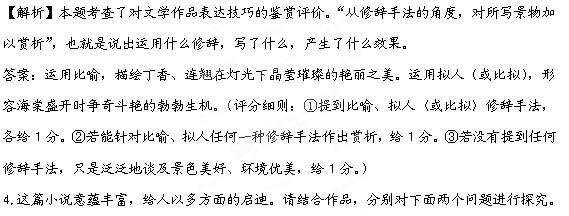 【解析】本题考查了对文学作品表达技巧的鉴赏评价。“从修辞手法的角度，对所写景物加
以赏析”，也就是说出运用什么修辞，写了什么，产生了什么效果。
答案：运用比喻，描绘丁香、连翘在灯光下晶莹璀璨的艳丽之美。运用拟人（或比拟），形
容海棠盛开时争奇斗艳的勃勃生机。（评分细则：①提到比喻、拟人（或比拟）修辞手法，
各给 1 分。②若能针对比喻、拟人任何一种修辞手法作出赏析，给 1 分。③若没有提到任何
修辞手法，只是泛泛地谈及景色美好、环境优美，给 1 分。）
4.这篇小说意蕴丰富，给人以多方面的启迪。请结合作品，分别对下面两个问题进行探究。